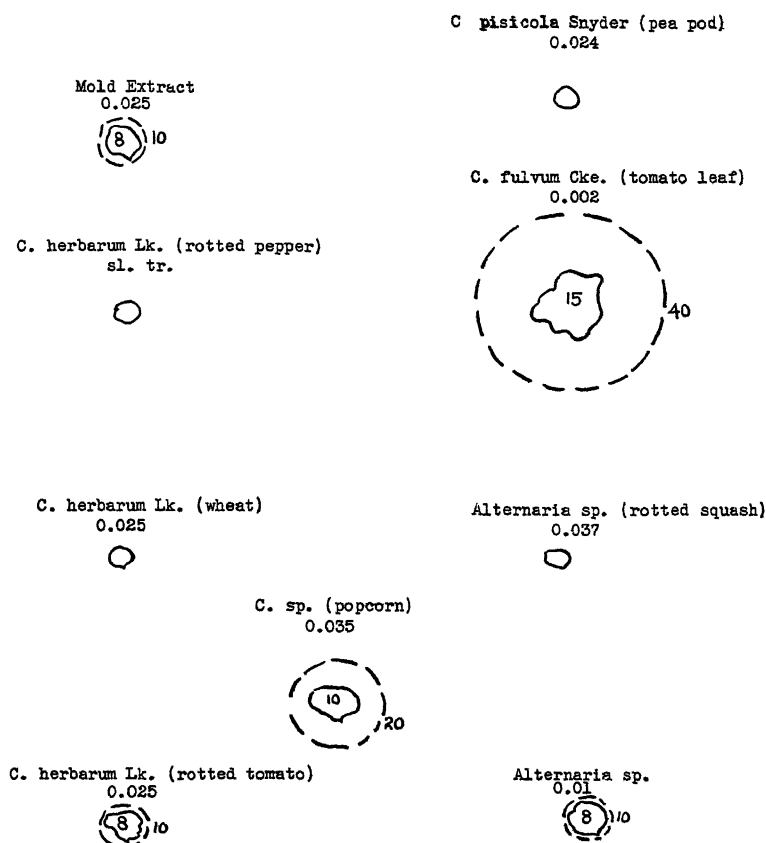 C pisicola Snyder (pea pod)
0.024
Mold Extract
0.025
8 10
C. fulvum Cke. (tomato leaf)
0.002
15
40
C. herbarum Lk. (rotted pepper)
sl. tr.
C. herbarum Lk. (wheat)
0.025
Alternaria sp. (rotted squash)
0.037
C. sp. (popcorn)
0.035
10
20
C. herbarum Lk. (rotted tomato)
0.025
8 10
Alternaria sp.
0.01
8 10